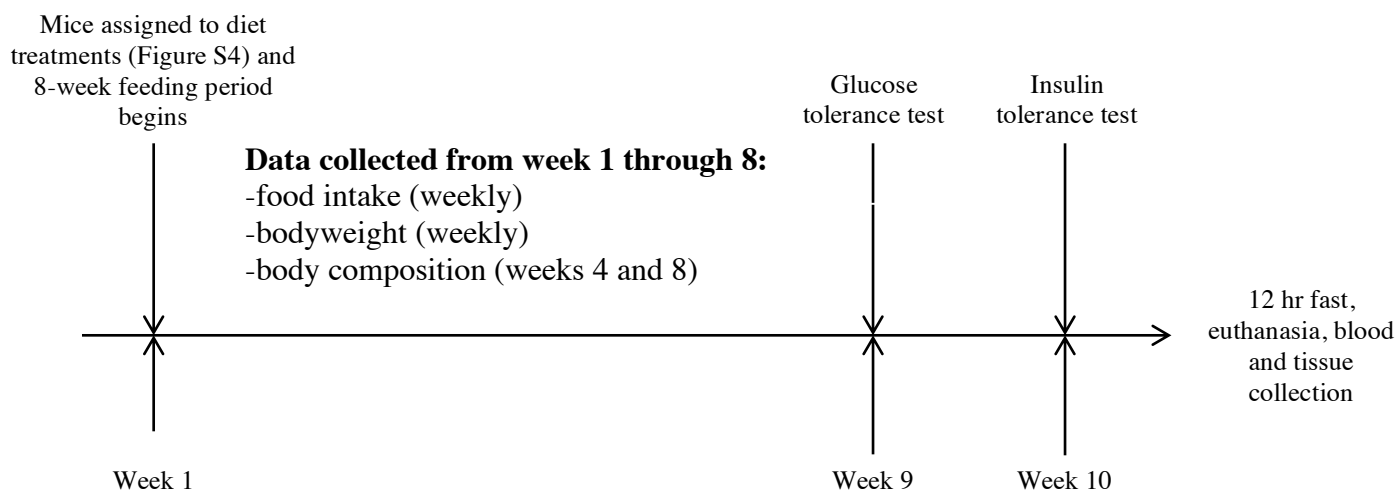 Mice assigned to diet
treatments (Figure S4) and
8-week feeding period
begins
Glucose
tolerance test
Insulin
tolerance test
Data collected from week 1 through 8:
-food intake (weekly)
-bodyweight (weekly)
-body composition (weeks 4 and 8)
12 hr fast,
euthanasia, blood
and tissue
collection
Week 1
Week 9
Week 10